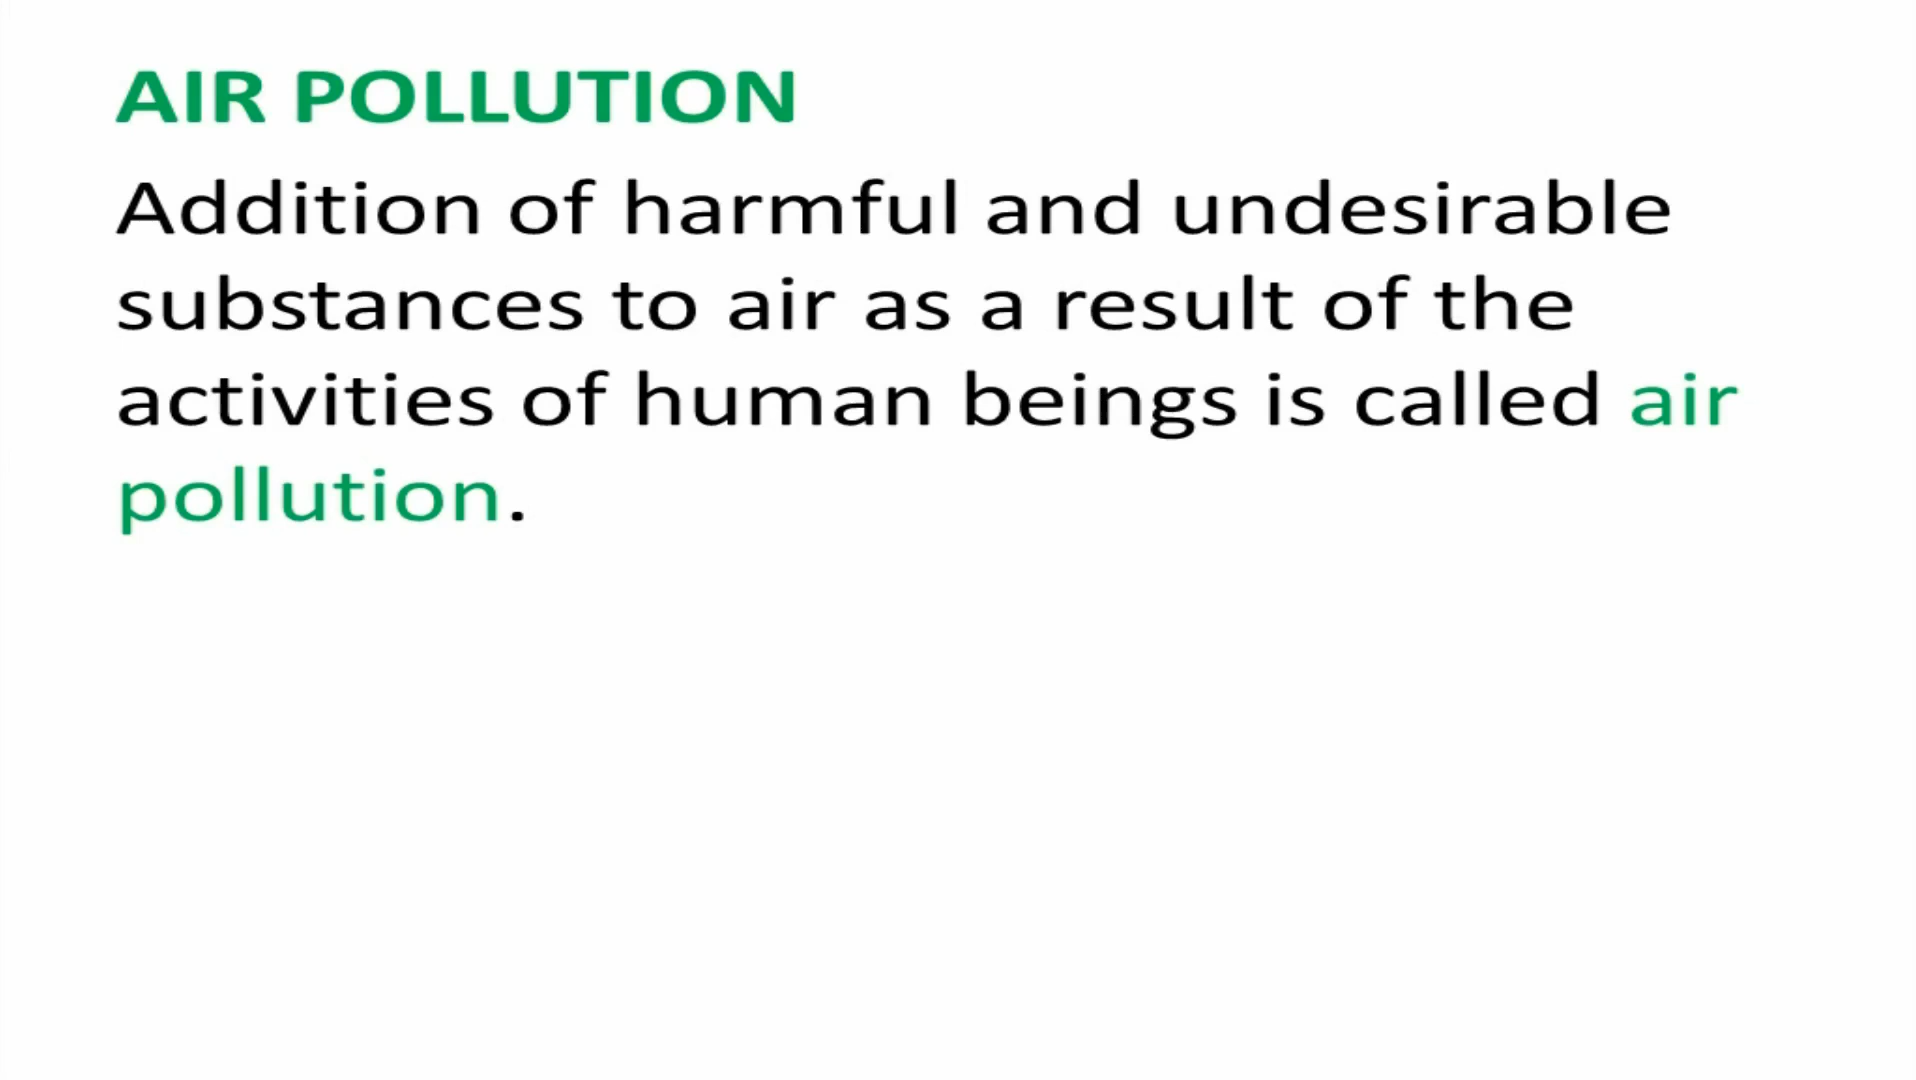 AIR POLLUTION
Addition of harmful and undesirable
substances to air as a result of the
activities of human beings is called air
pollution.